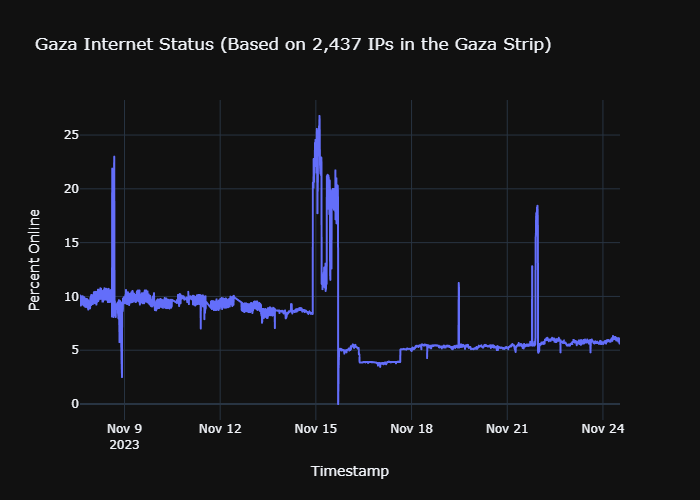 Gaza Internet Status (Based on 2,437 IPs in the Gaza Strip)
25
20
15
10
5
0
Percent Online
Nov 9
2023
Nov 12
Nov 15
Nov 18
Nov 21
Nov 24
Timestamp